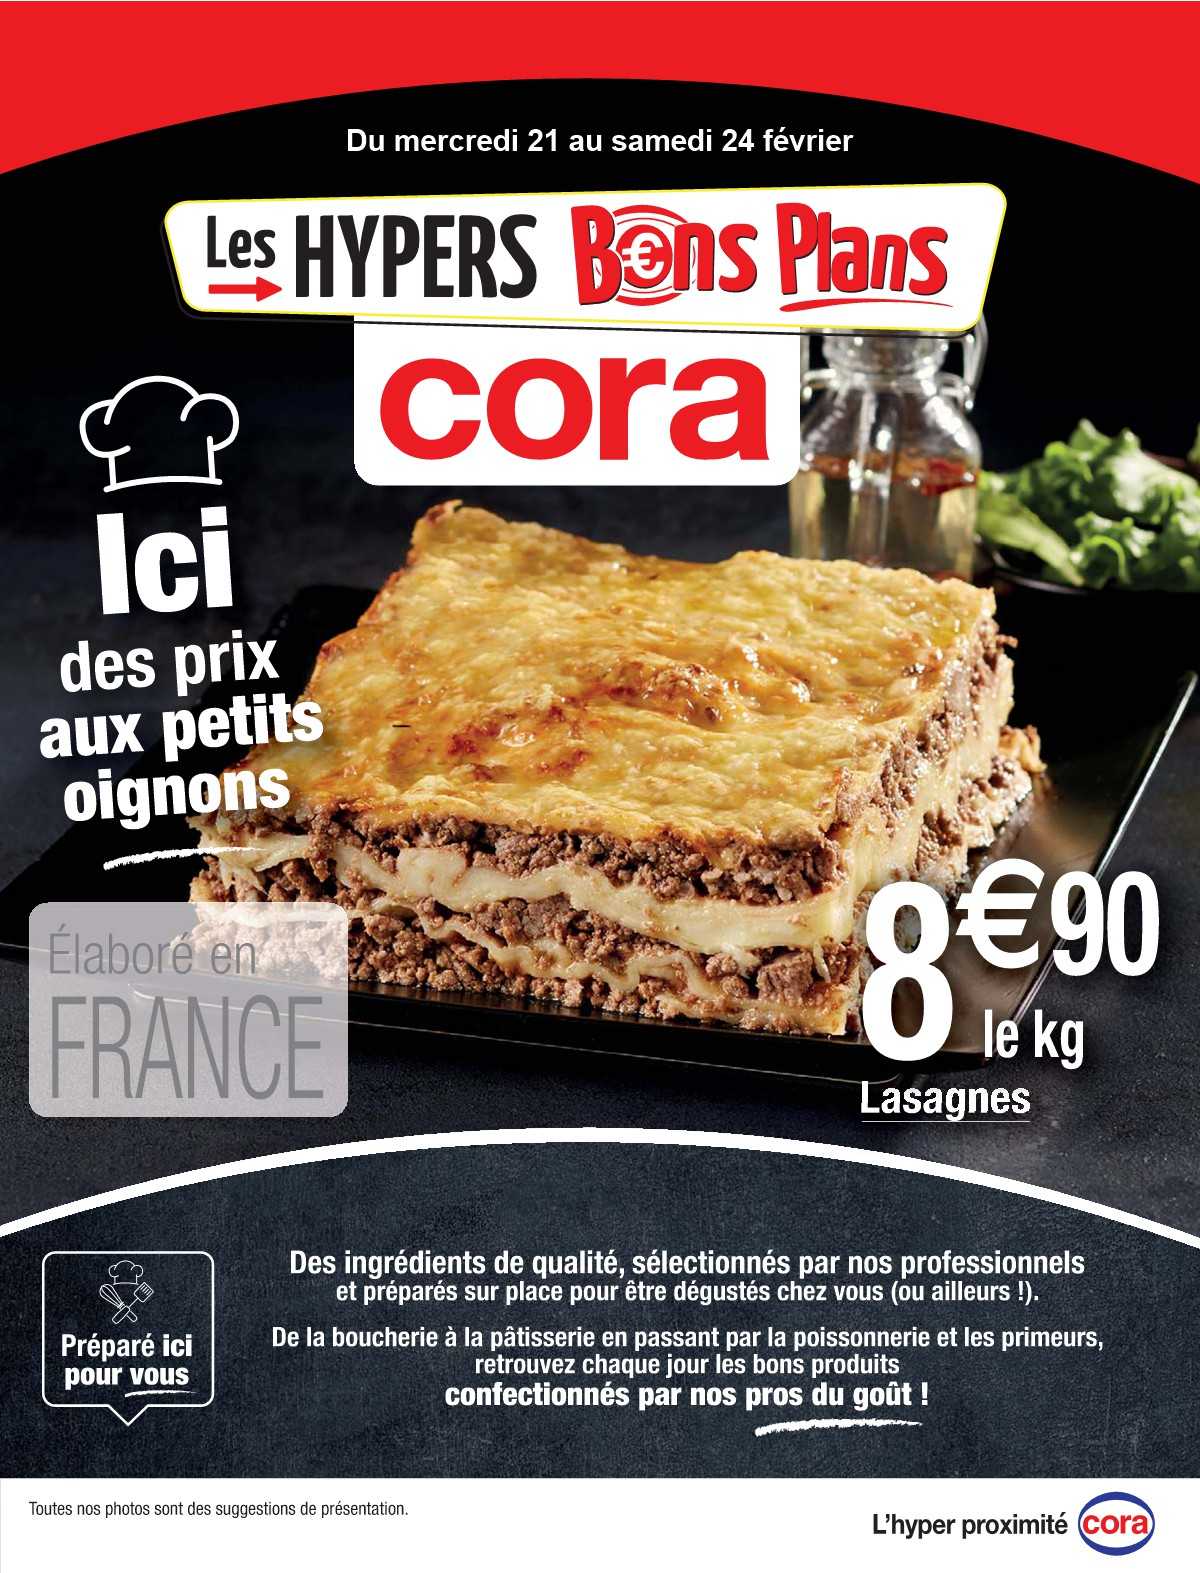 Du mercredi 21 au samedi 24 février
Les HYPERS Bons Plans
cora
Ici
des prix
aux petits
oignons
Élaboré en
FRANCE
8€90
le kg
Lasagnes
Préparé ici
pour vous
Des ingrédients de qualité, sélectionnés par nos professionnels
et préparés sur place pour être dégustés chez vous (ou ailleurs !).
De la boucherie à la pâtisserie en passant par la poissonnerie et les primeurs,
retrouvez chaque jour les bons produits
confectionnés par nos pros du goût !
Toutes nos photos sont des suggestions de présentation.
L'hyper proximité cora